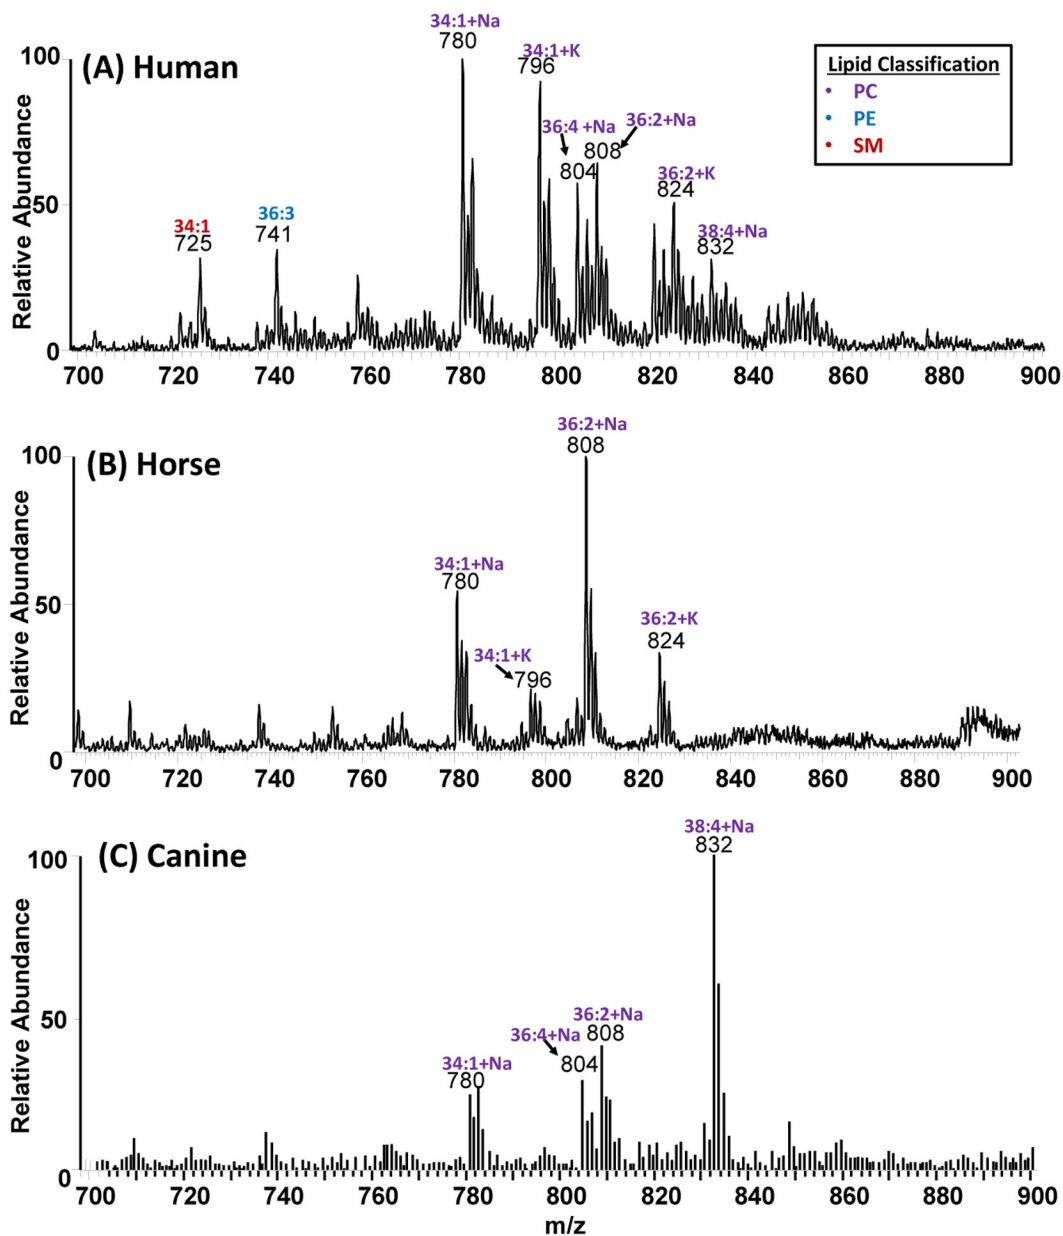 (A) Human
34:1+Na
780
34:1+K
796
36:4 +Na
804
36:2+Na
808
36:2+K
824
38:4+Na
832
34:1
725
36:3
741
Lipid Classification
• PC
• PE
• SM
Relative Abundance
100
50
0
700 720 740 760 780 800 820 840 860 880 900
(B) Horse
36:2+Na
808
34:1+Na
780
34:1+K
796
36:2+K
824
Relative Abundance
100
50
0
700 720 740 760 780 800 820 840 860 880 900
(C) Canine
38:4+Na
832
36:2+Na
808
36:4+Na
804
34:1+Na
780
Relative Abundance
100
50
0
700 720 740 760 780 800 820 840 860 880 900
m/z